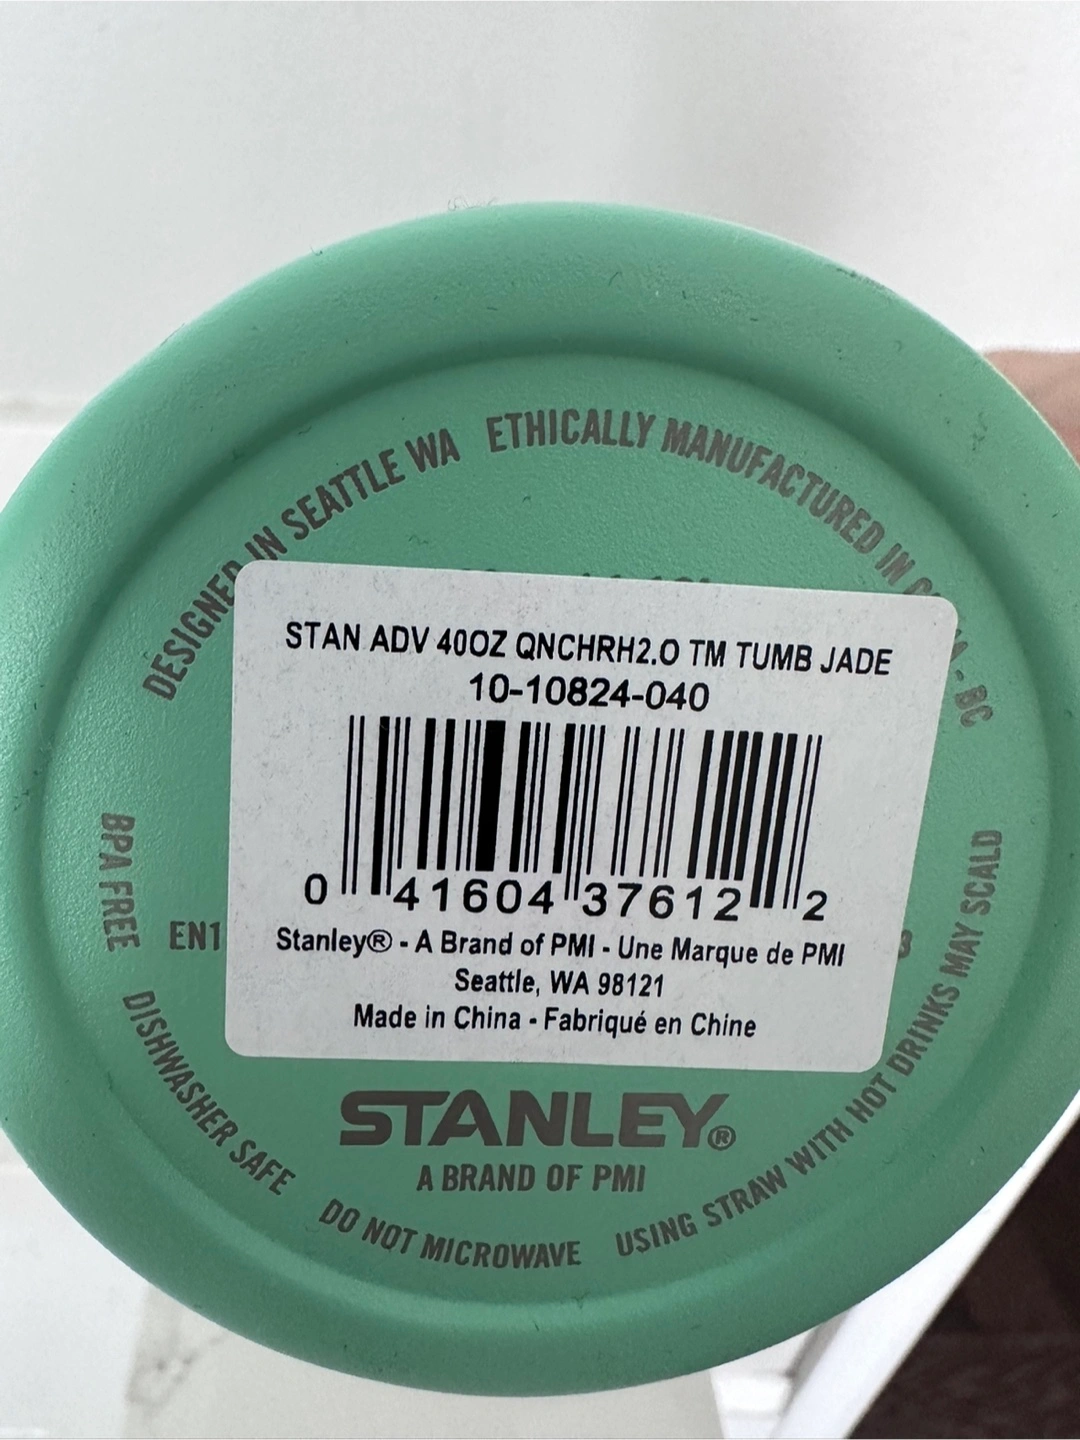 DESIGNED IN SEATTLE WA
ETHICALLY MANUFACTURED IN
- BC
STAN ADV 40OZ QNCHRH2.O TM TUMB JADE
10-10824-040
0 41604 37612 2
Stanley® - A Brand of PMI - Une Marque de PMI
Seattle, WA 98121
Made in China - Fabriqué en Chine
BPA FREE
EN1
DISHWASHER SAFE
DO NOT MICROWAVE
USING STRAW WITH HOT DRINKS MAY SCALD
STANLEY®
A BRAND OF PMI